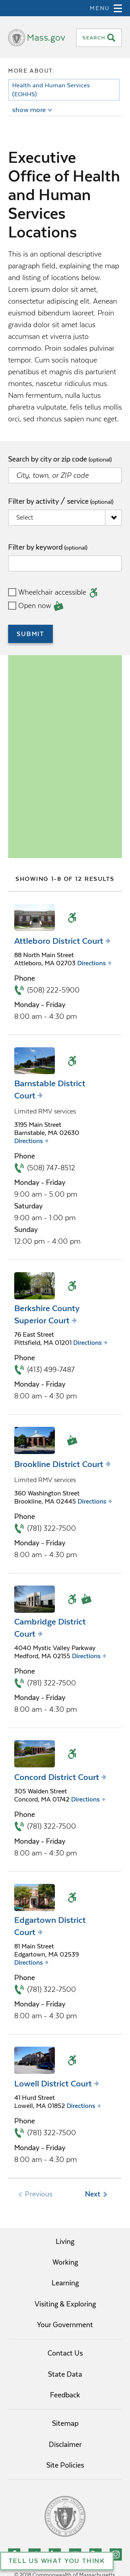 MENU
Mass.gov
SEARCH
MORE ABOUT:
Health and Human Services
(EOHHS)
show more
Executive
Office of Health
and Human
Services
Locations
This is an optional descriptive
paragraph field, explaining the map
and listing of locations below.
Lorem ipsum dolor sit amet, consectetur
euismod bibendum laoreet. Proin
gravida dolor sit amet lacus
accumsan et viverra justo
commodo. Proin sodales pulvinar
tempor. Cum sociis natoque
penatibus et magnis dis parturient
montes, nascetur ridiculus mus.
Nam fermentum, nulla luctus
pharetra vulputate, felis tellus mollis
orci, sed rhoncus sapien nunc eget.
Search by city or zip code (optional)
City, town, or ZIP code
Filter by activity / service (optional)
Select
Filter by keyword (optional)
Wheelchair accessible
Open now
SUBMIT
SHOWING 1-8 OF 12 RESULTS
Attleboro District Court
88 North Main Street
Attleboro, MA 02703 Directions
Phone
(508) 222-5900
Monday - Friday
8:00 am - 4:30 pm
Barnstable District
Court
Limited RMV services
3195 Main Street
Barnstable, MA 02630
Directions
Phone
(508) 747-8512
Monday - Friday
9:00 am - 5:00 pm
Saturday
9:00 am - 1:00 pm
Sunday
12:00 pm - 4:00 pm
Berkshire County
Superior Court
76 East Street
Pittsfield, MA 01201 Directions
Phone
(413) 499-7487
Monday - Friday
8:00 am - 4:30 pm
Brookline District Court
Limited RMV services
360 Washington Street
Brookline, MA 02445 Directions
Phone
(781) 322-7500
Monday - Friday
8:00 am - 4:30 pm
Cambridge District
Court
4040 Mystic Valley Parkway
Medford, MA 02155 Directions
Phone
(781) 322-7500
Monday - Friday
8:00 am - 4:30 pm
Concord District Court
305 Walden Street
Concord, MA 01742 Directions
Phone
(781) 322-7500
Monday - Friday
8:00 am - 4:30 pm
Edgartown District
Court
81 Main Street
Edgartown, MA 02539
Directions
Phone
(781) 322-7500
Monday - Friday
8:00 am - 4:30 pm
Lowell District Court
41 Hurd Street
Lowell, MA 01852 Directions
Phone
(781) 322-7500
Monday - Friday
8:00 am - 4:30 pm
Previous
Next
Living
Working
Learning
Visiting & Exploring
Your Government
Contact Us
State Data
Feedback
Sitemap
Disclaimer
Site Policies
TELL US WHAT YOU THINK
© 2018 Commonwealth of Massachusetts